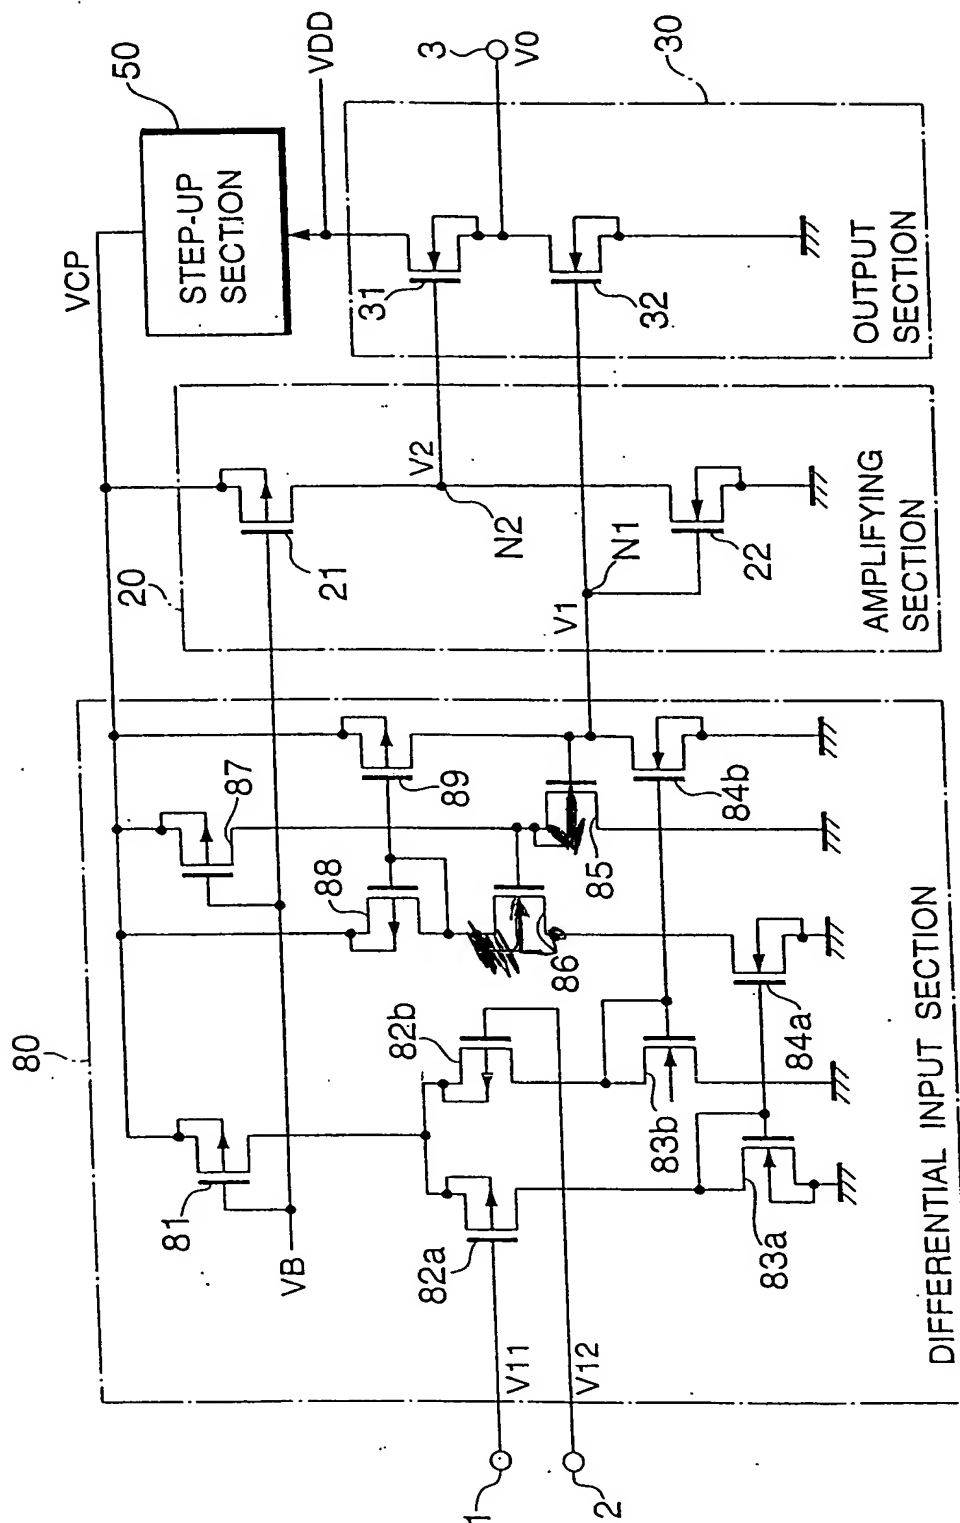 50
VDD
3
V0
30
STEP-UP
SECTION
VCP
31
32
OUTPUT
SECTION
V2
N2
20
21
N1
V1
22
AMPLIFYING
SECTION
87
89
88
85
84b
86
80
82b
84a
83b
81
VB
82a
83a
V11
V12
DIFFERENTIAL INPUT SECTION
1
2